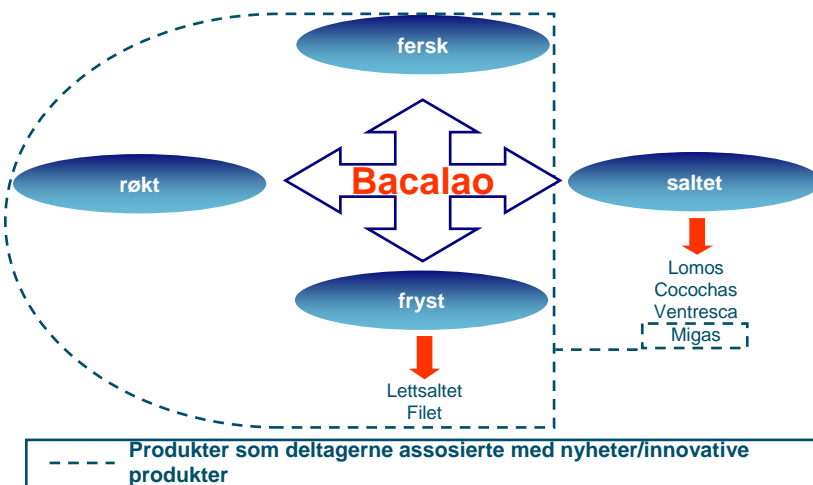 fersk
røkt
Bacalao
saltet
fryst
Lomos
Cocochas
Ventresca
Migas
Lettsaltet
Filet
Produkter som deltagerne assosierte med nyheter/innovative
produkter